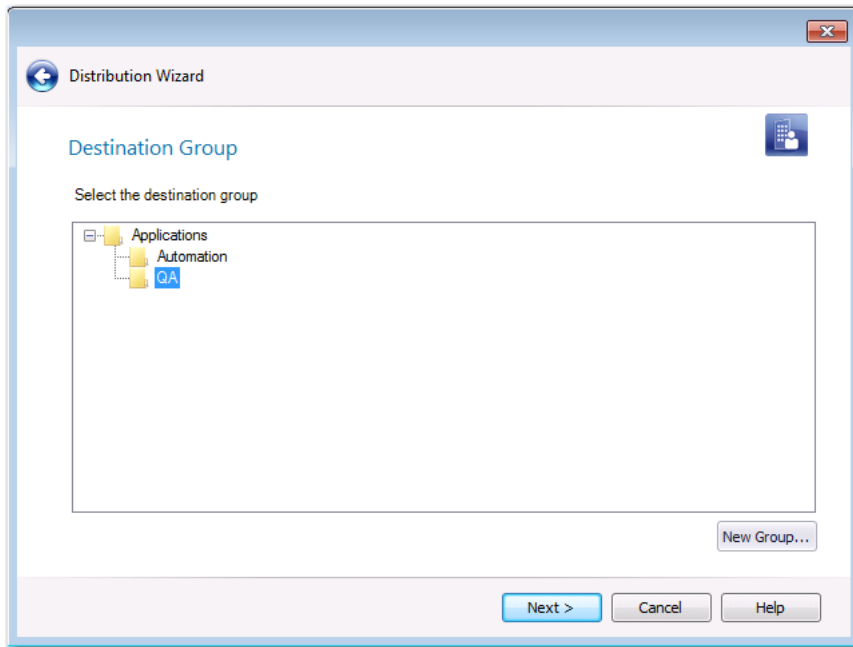 Distribution Wizard
Destination Group
Select the destination group
Applications
Automation
QA
New Group...
Next >
Cancel
Help